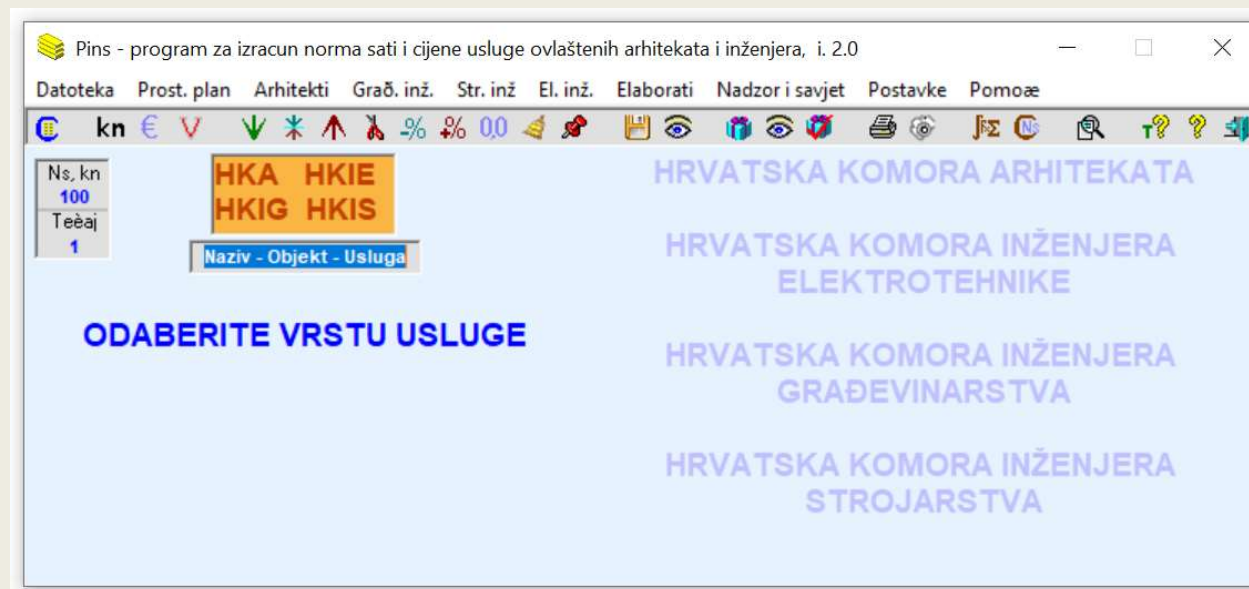 Pins - program za izracun norma sati i cijene usluge ovlaštenih arhitekata i inženjera, i. 2.0
Datoteka Prost. plan Arhitekti Grað. inž. Str. inž El. inž. Elaborati Nadzor i savjet Postavke Pomoæ
kn € V -% +% 0,0 T? ?
Ns, kn
100
Teèaj
1
HKA HKIE
HKIG HKIS
Naziv - Objekt - Usluga
ODABERITE VRSTU USLUGE
HRVATSKA KOMORA ARHITEKATA
HRVATSKA KOMORA INŽENJERA
ELEKTROTEHNIKE
HRVATSKA KOMORA INŽENJERA
GRAĐEVINARSTVA
HRVATSKA KOMORA INŽENJERA
STROJARSTVA